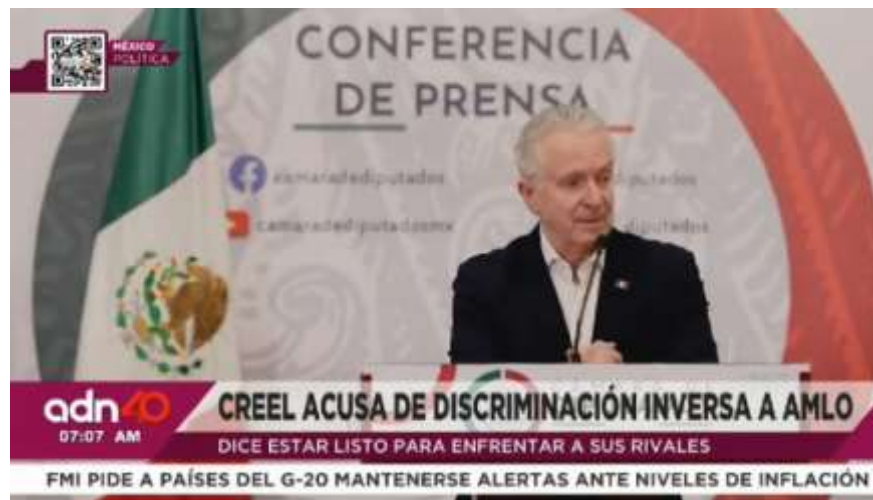 MÉXICO
POLÍTICA
CONFERENCIA
DE PRENSA
camaradediputados
diputados
camaradediputadosmx
diputados
adn40
CREEL ACUSA DE DISCRIMINACIÓN INVERSA A AMLO
07:07 AM
DICE ESTAR LISTO PARA ENFRENTAR A SUS RIVALES
FMI PIDE A PAÍSES DEL G-20 MANTENERSE ALERTAS ANTE NIVELES DE INFLACIÓN